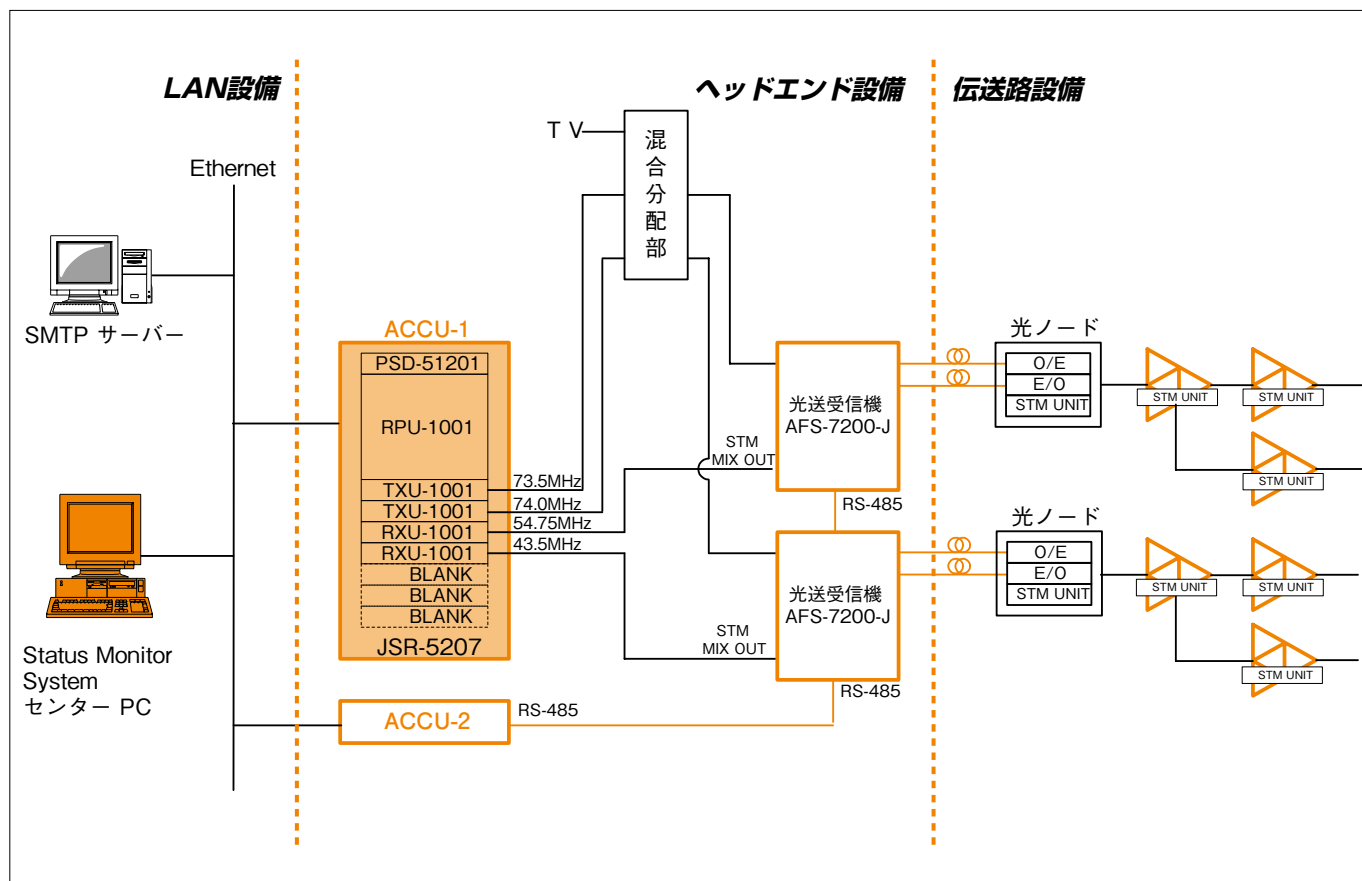 LAN設備
ヘッドエンド設備
伝送路設備
Ethernet
SMTP サーバー
Status Monitor
System
センター PC
T V
混合分配部
ACCU-1
PSD-51201
RPU-1001
TXU-1001
TXU-1001
RXU-1001
RXU-1001
BLANK
BLANK
BLANK
JSR-5207
73.5MHz
74.0MHz
54.75MHz
43.5MHz
ACCU-2
RS-485
STM
MIX OUT
光送受信機
AFS-7200-J
RS-485
STM
MIX OUT
光送受信機
AFS-7200-J
RS-485
光ノード
O/E
E/O
STM UNIT
STM UNIT
STM UNIT
STM UNIT
光ノード
O/E
E/O
STM UNIT
STM UNIT
STM UNIT
STM UNIT